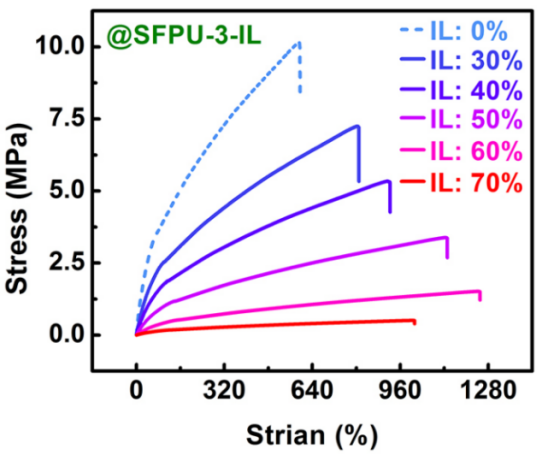 @SFPU-3-IL
IL: 0%
IL: 30%
IL: 40%
IL: 50%
IL: 60%
IL: 70%
10.0
7.5
5.0
2.5
0.0
Stress (MPa)
0 320 640 960 1280
Strian (%)